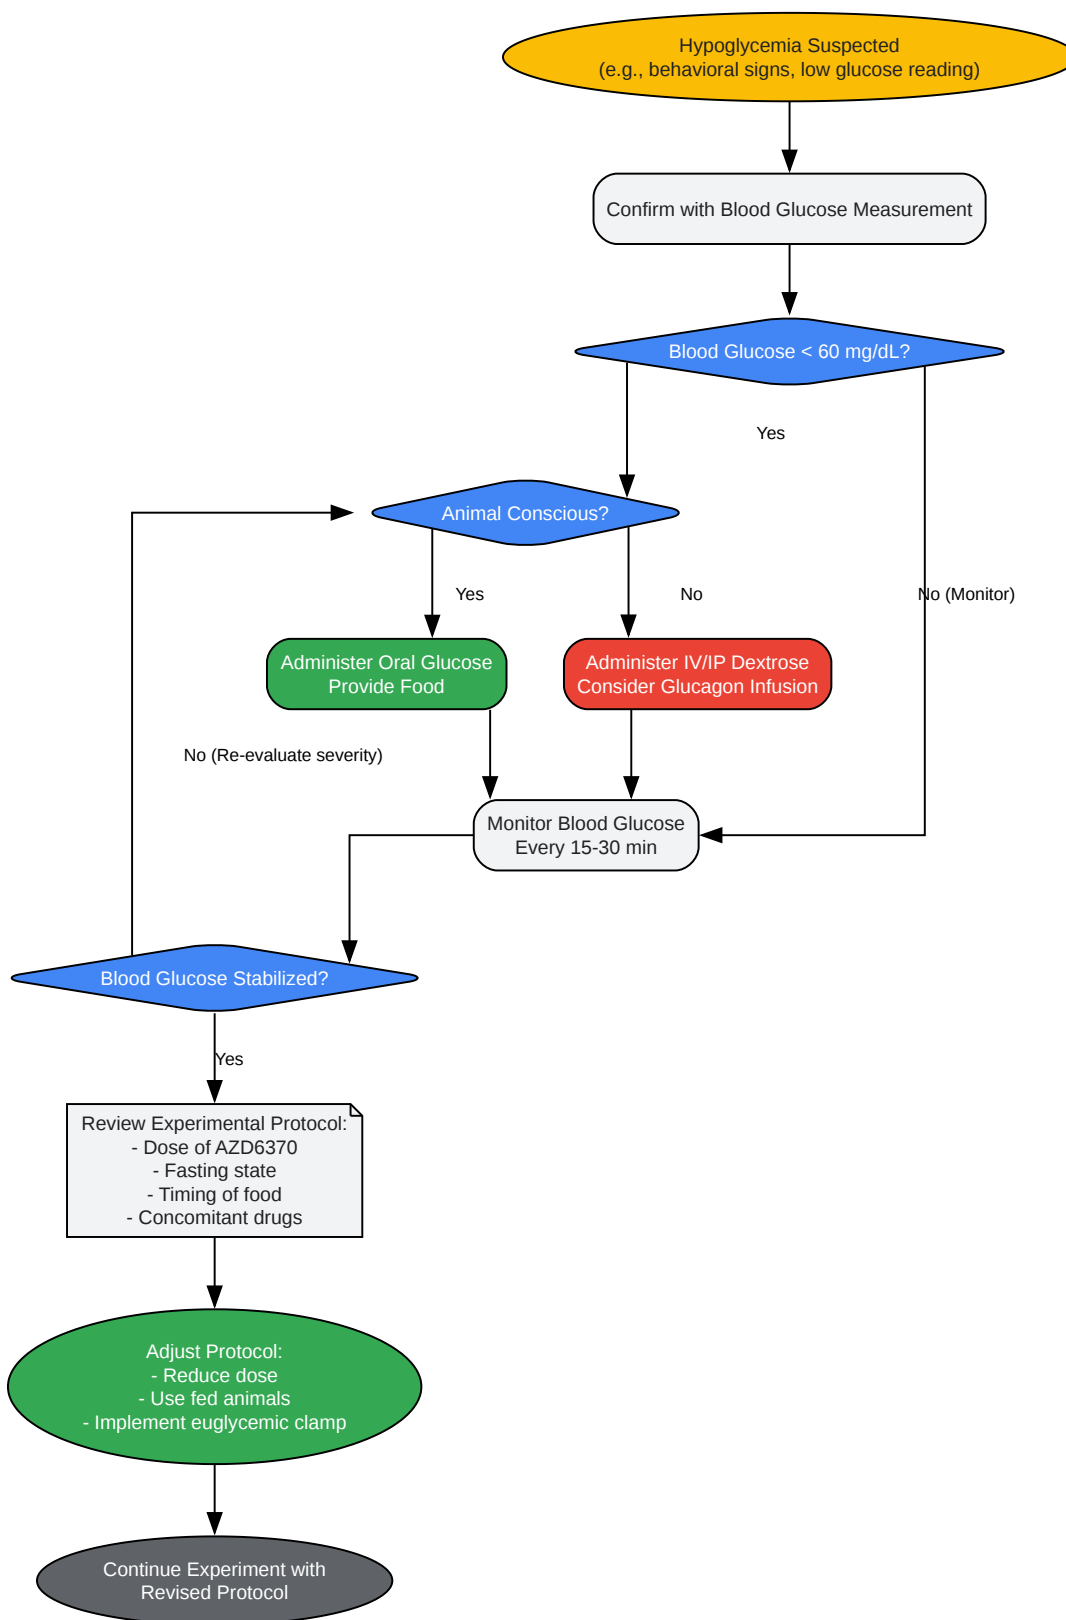 Hypoglycemia Suspected
(e.g., behavioral signs, low glucose reading)
Confirm with Blood Glucose Measurement
Blood Glucose < 60 mg/dL?
Yes
Animal Conscious?
Yes
No
No (Monitor)
Administer Oral Glucose
Provide Food
Administer IV/IP Dextrose
Consider Glucagon Infusion
No (Re-evaluate severity)
Monitor Blood Glucose
Every 15-30 min
Blood Glucose Stabilized?
Yes
Review Experimental Protocol:
- Dose of AZD6370
- Fasting state
- Timing of food
- Concomitant drugs
Adjust Protocol:
- Reduce dose
- Use fed animals
- Implement euglycemic clamp
Continue Experiment with
Revised Protocol